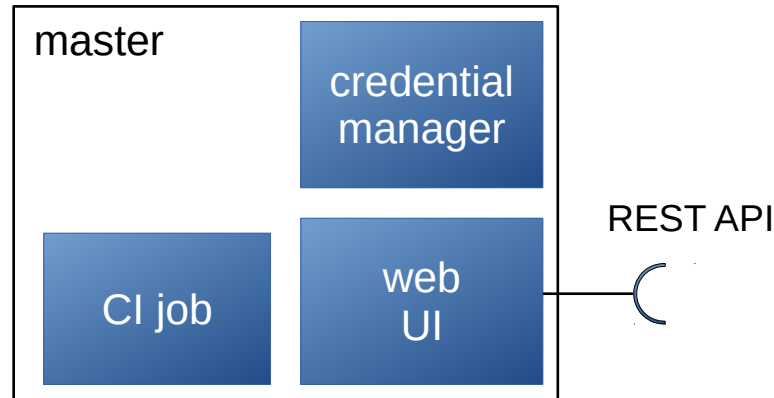 master
credential
manager
REST API
CI job
web
UI